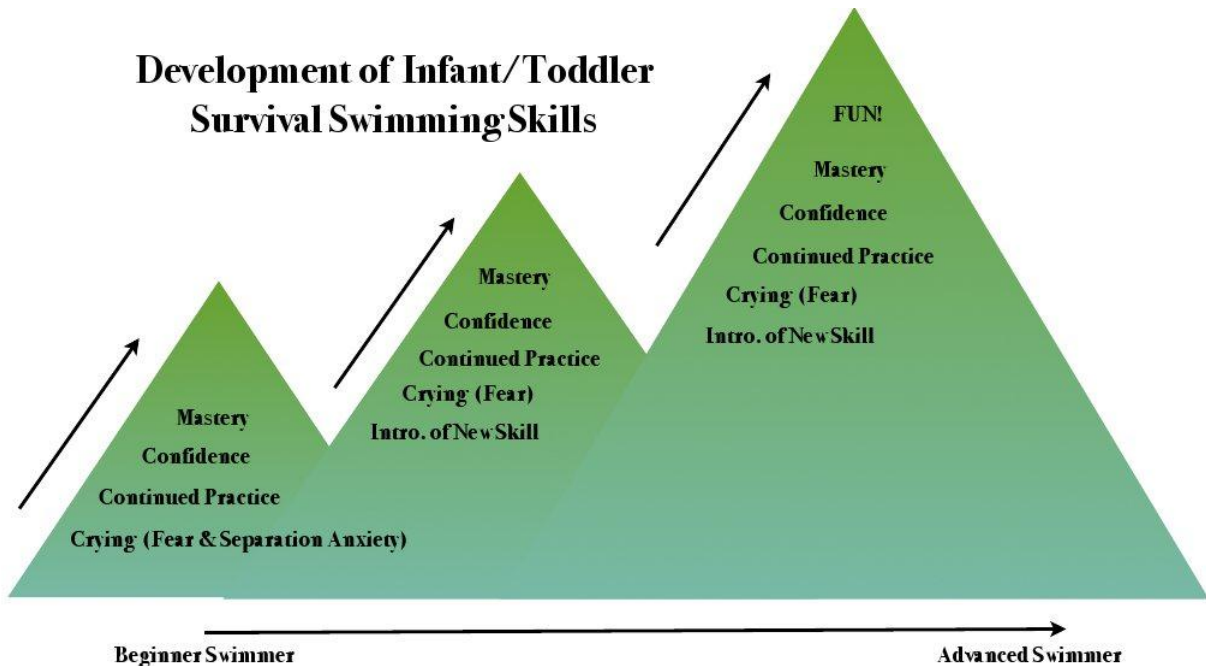 Development of Infant/Toddler
Survival Swimming Skills
Mastery
Confidence
Continued Practice
Crying (Fear & Separation Anxiety)
Mastery
Confidence
Continued Practice
Crying (Fear)
Intro. of New Skill
FUN!
Mastery
Confidence
Continued Practice
Crying (Fear)
Intro. of New Skill
Beginner Swimmer
Advanced Swimmer